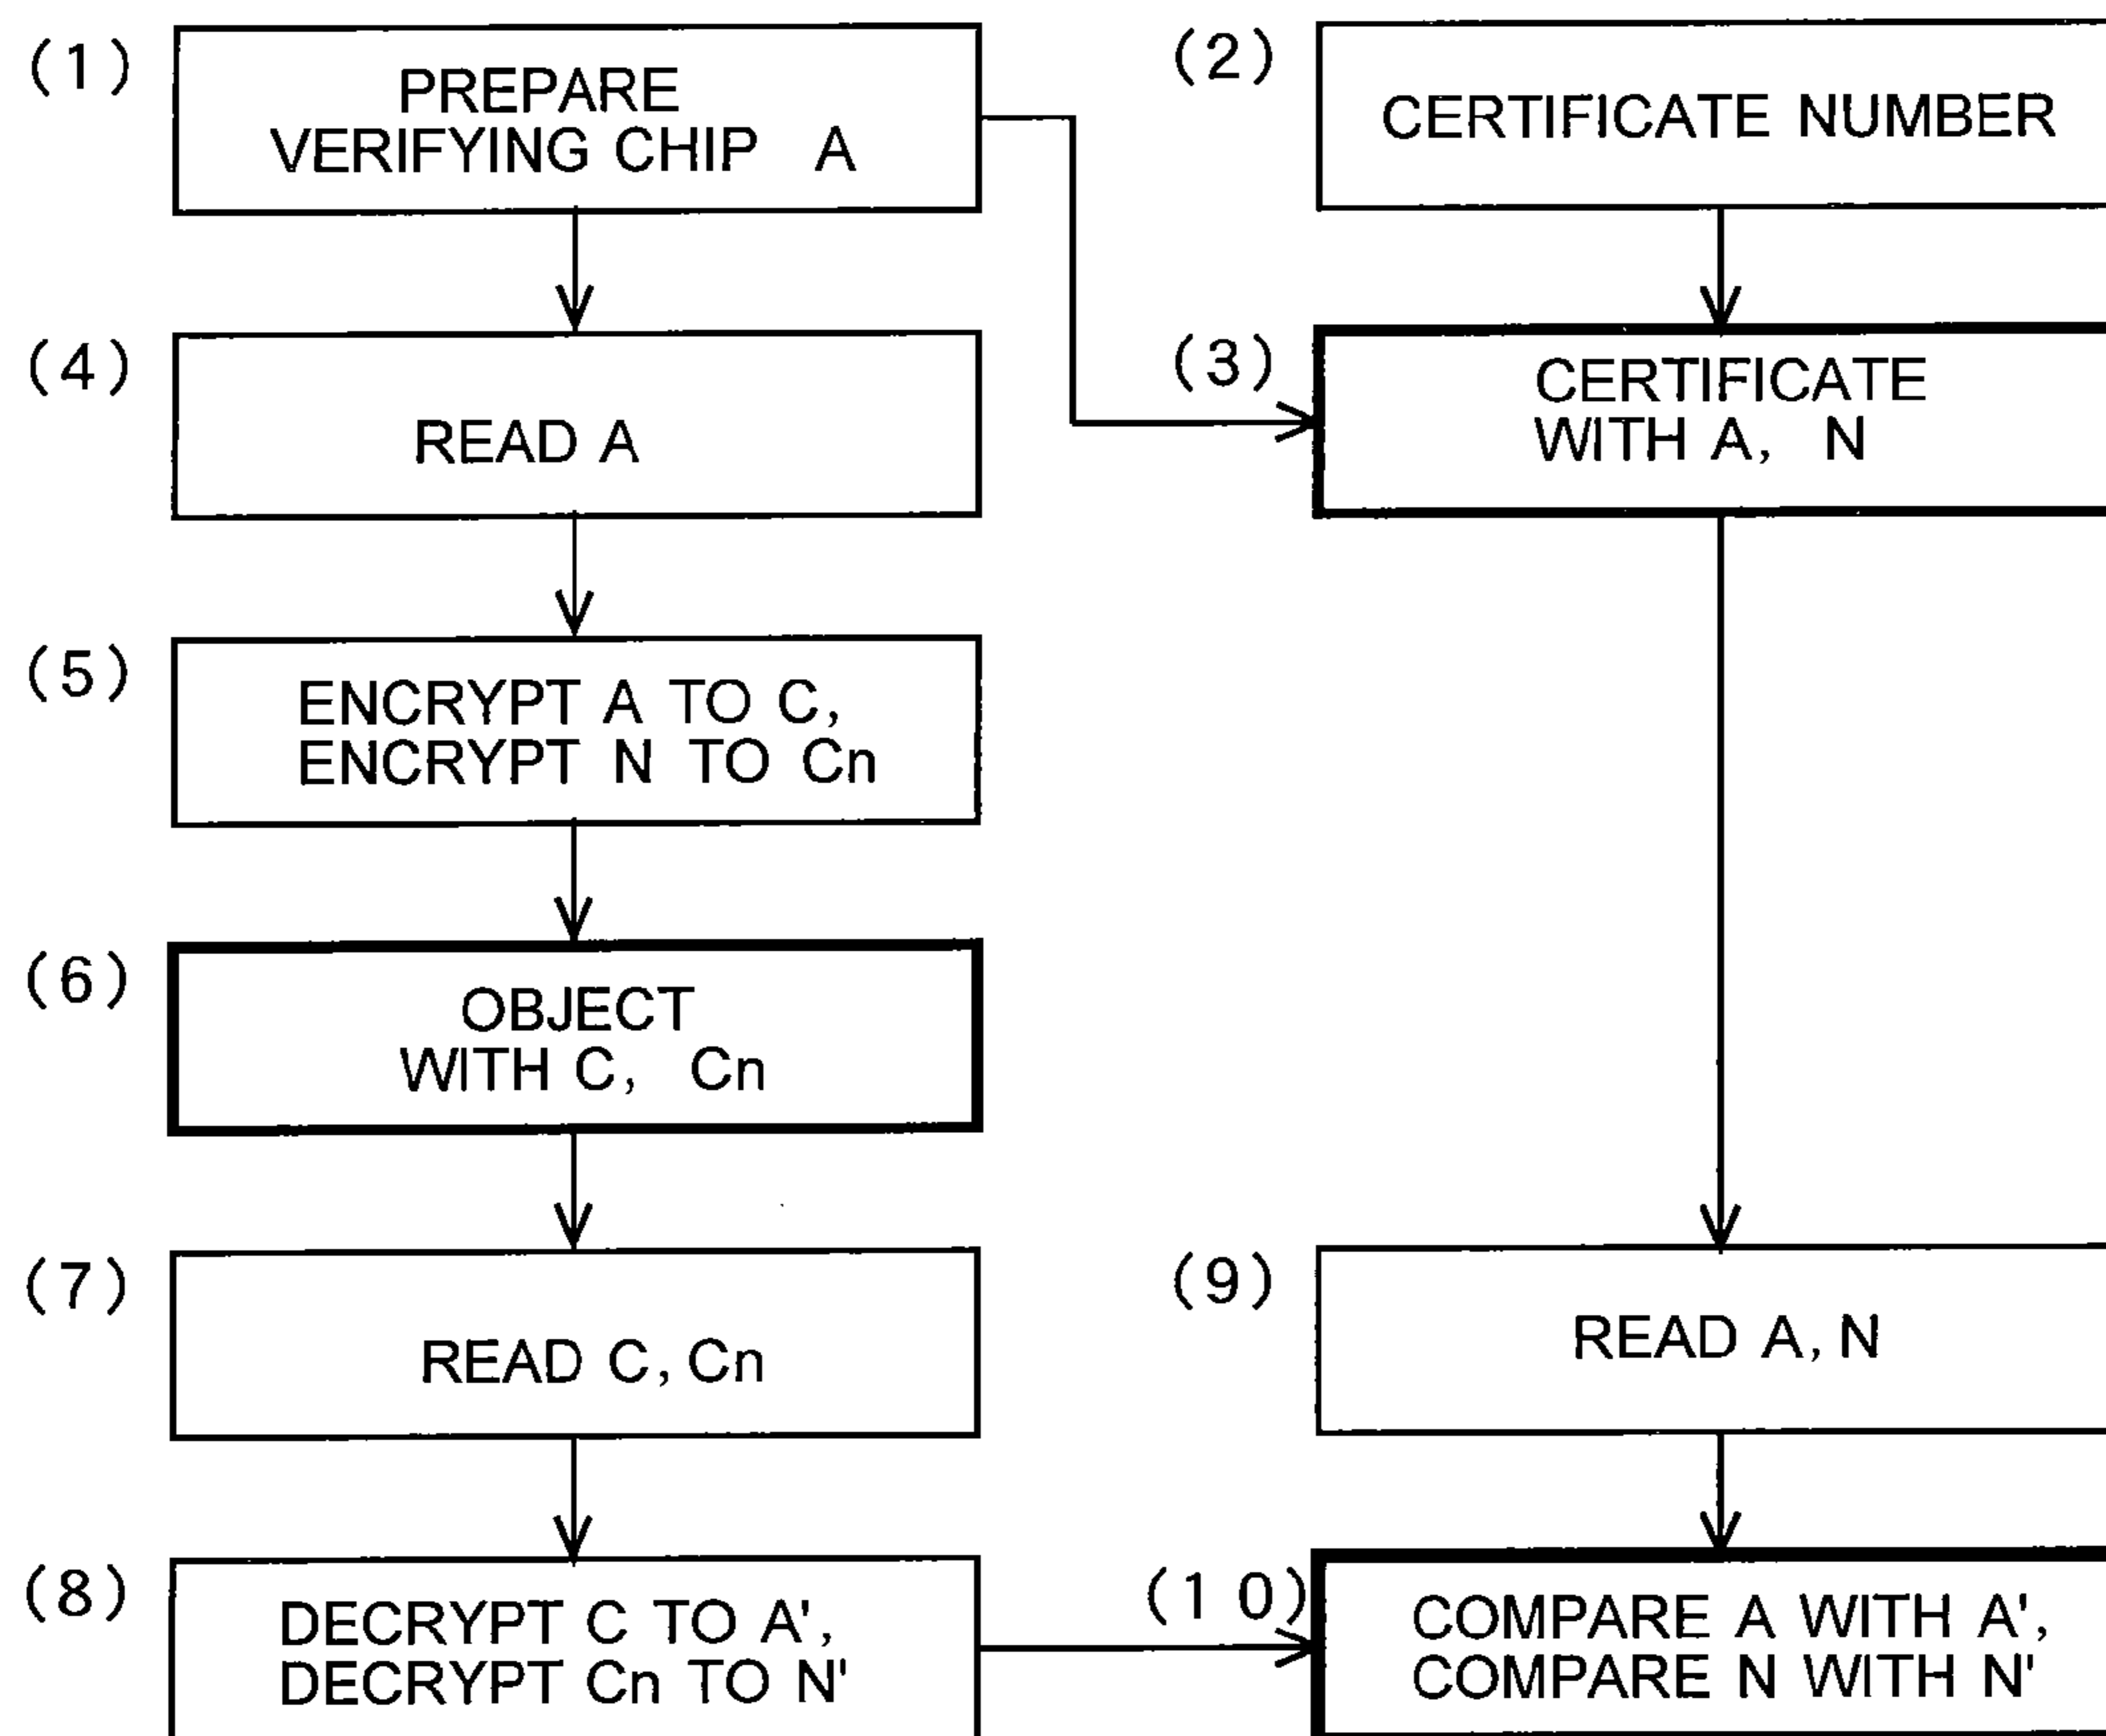 (1)
PREPARE
VERIFYING CHIP A
(2)
CERTIFICATE NUMBER
(3)
CERTIFICATE
WITH A, N
(4)
READ A
(5)
ENCRYPT A TO C,
ENCRYPT N TO Cn
(6)
OBJECT
WITH C, Cn
(7)
READ C, Cn
(9)
READ A, N
(8)
DECRYPT C TO A',
DECRYPT Cn TO N'
(10)
COMPARE A WITH A',
COMPARE N WITH N'